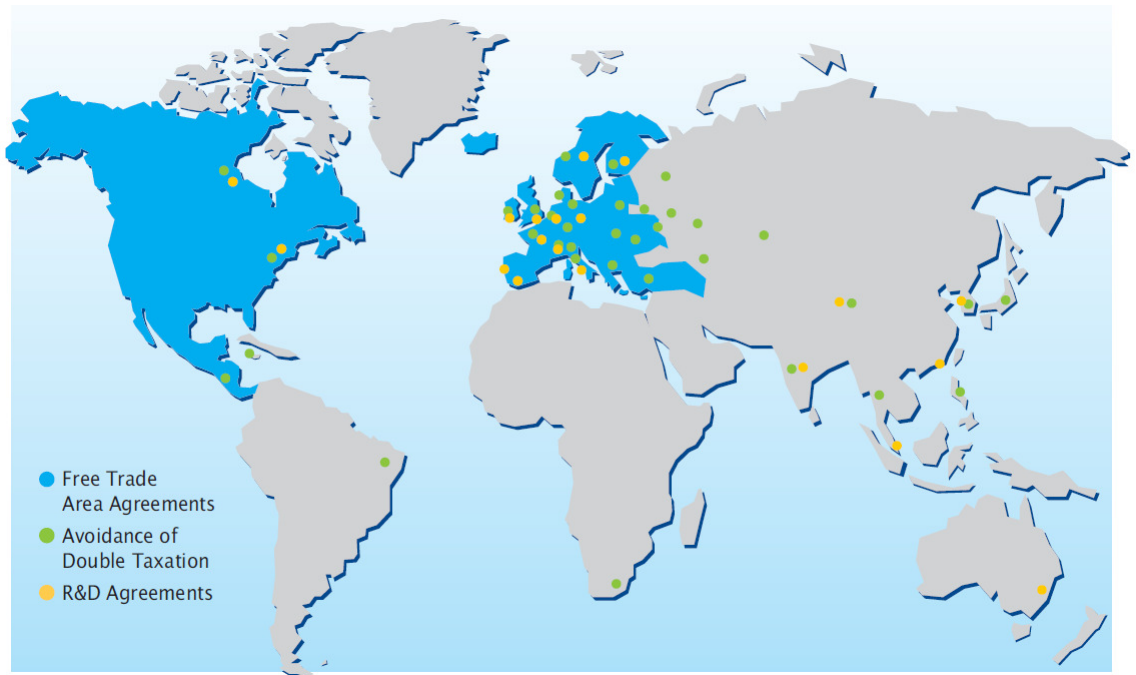 Free Trade
Area Agreements
Avoidance of
Double Taxation
R&D Agreements